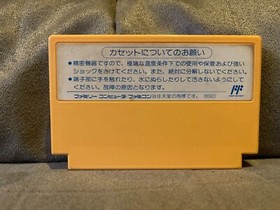 カセットについてのお願い
●精密機器ですので、極端な温度条件下での使用や保管および強い
ショックをさけてください。また、絶対に分解しないでください。
●端子部に手を触れたり、水にぬらしたりして汚さないようにして
ください。故障の原因となります。
ファミリーコンピュータ ファミコンは任天堂の商標です。